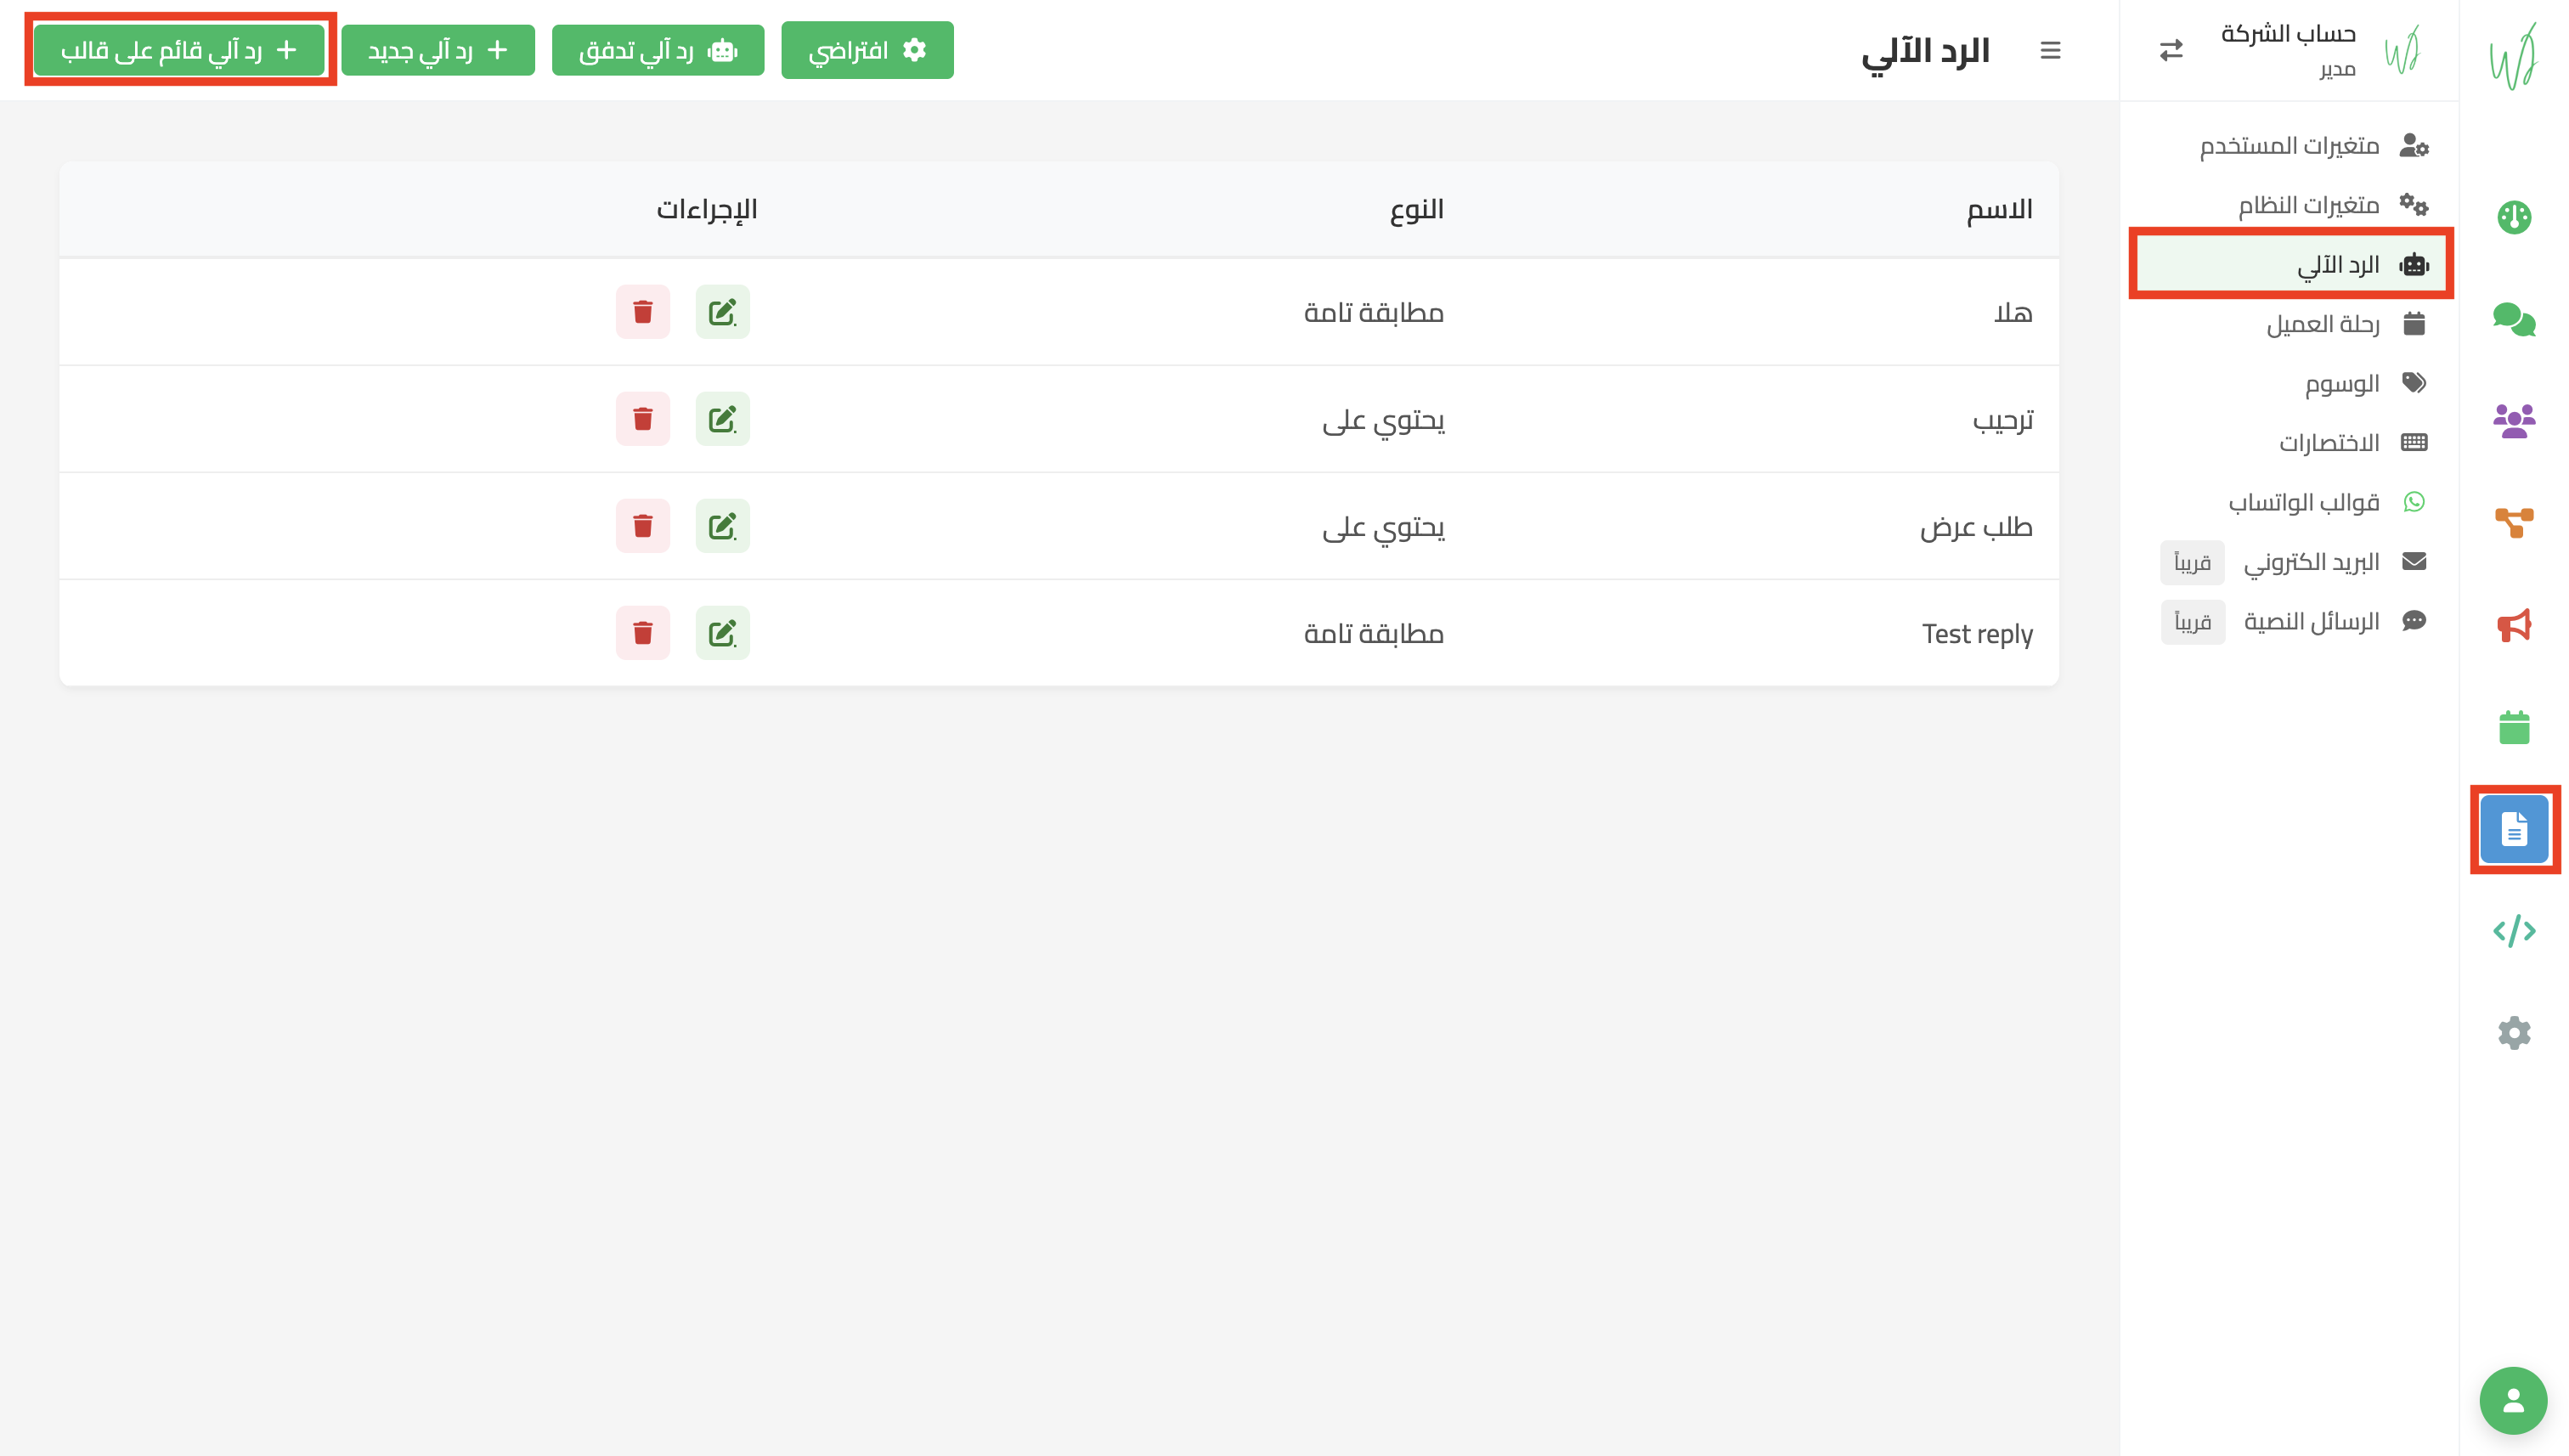 حساب الشركة
مدير
متغيرات المستخدم
متغيرات النظام
الرد الآلي
رحلة العميل
الوسوم
الاختصارات
قوالب الواتساب
البريد الكتروني قريباً
الرسائل النصية قريباً
الرد الآلي
افتراضي
رد آلي تدفق
رد آلي جديد
رد آلي قائم على قالب
الاسم النوع الإجراءات
هلا مطابقة تامة
ترحيب يحتوي على
طلب عرض يحتوي على
Test reply مطابقة تامة